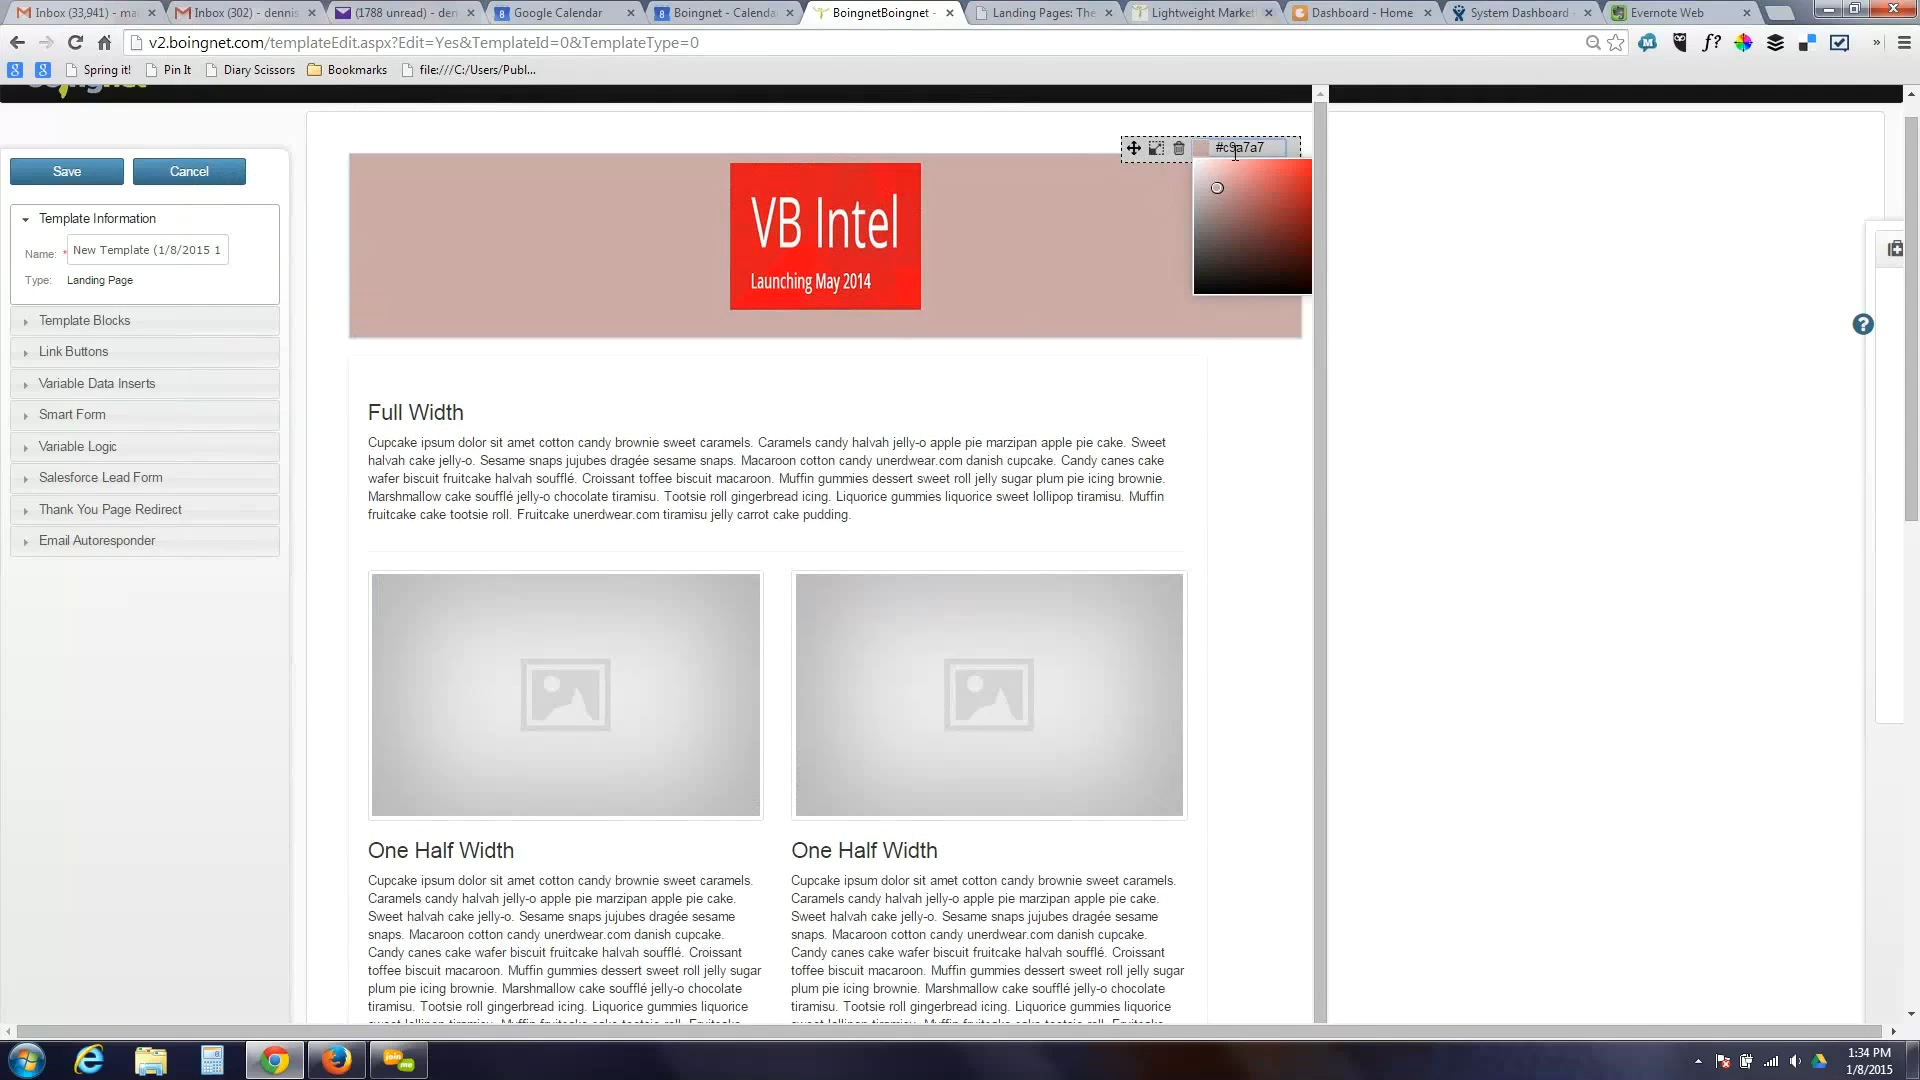 Inbox (33,941) - ma
Inbox (302) - dennis
(1788 unread) - den
Google Calendar
Boingnet - Calenda
BoingnetBoingnet -
Landing Pages: The
Lightweight Market
Dashboard - Home
System Dashboard -
Evernote Web
v2.boingnet.com/templateEdit.aspx?Edit=Yes&TemplateId=0&TemplateType=0
Spring it!
Pin It
Diary Scissors
Bookmarks
file:///C:/Users/Publ...
#c9a7a7
Save
Cancel
Template Information
Name: *
New Template (1/8/2015 1
Type:
Landing Page
Template Blocks
Link Buttons
Variable Data Inserts
Smart Form
Variable Logic
Salesforce Lead Form
Thank You Page Redirect
Email Autoresponder
VB Intel
Launching May 2014
Full Width
Cupcake ipsum dolor sit amet cotton candy brownie sweet caramels. Caramels candy halvah jelly-o apple pie marzipan apple pie cake. Sweet
halvah cake jelly-o. Sesame snaps jujubes dragée sesame snaps. Macaroon cotton candy unerdwear.com danish cupcake. Candy canes cake
wafer biscuit fruitcake halvah soufflé. Croissant toffee biscuit macaroon. Muffin gummies dessert sweet roll jelly sugar plum pie icing brownie.
Marshmallow cake soufflé jelly-o chocolate tiramisu. Tootsie roll gingerbread icing. Liquorice gummies liquorice sweet lollipop tiramisu. Muffin
fruitcake cake tootsie roll. Fruitcake unerdwear.com tiramisu jelly carrot cake pudding.
One Half Width
Cupcake ipsum dolor sit amet cotton candy brownie sweet caramels.
Caramels candy halvah jelly-o apple pie marzipan apple pie cake.
Sweet halvah cake jelly-o. Sesame snaps jujubes dragée sesame
snaps. Macaroon cotton candy unerdwear.com danish cupcake.
Candy canes cake wafer biscuit fruitcake halvah soufflé. Croissant
toffee biscuit macaroon. Muffin gummies dessert sweet roll jelly sugar
plum pie icing brownie. Marshmallow cake soufflé jelly-o chocolate
tiramisu. Tootsie roll gingerbread icing. Liquorice gummies liquorice
One Half Width
Cupcake ipsum dolor sit amet cotton candy brownie sweet caramels.
Caramels candy halvah jelly-o apple pie marzipan apple pie cake.
Sweet halvah cake jelly-o. Sesame snaps jujubes dragée sesame
snaps. Macaroon cotton candy unerdwear.com danish cupcake.
Candy canes cake wafer biscuit fruitcake halvah soufflé. Croissant
toffee biscuit macaroon. Muffin gummies dessert sweet roll jelly sugar
plum pie icing brownie. Marshmallow cake soufflé jelly-o chocolate
tiramisu. Tootsie roll gingerbread icing. Liquorice gummies liquorice
join
me
1:34 PM
1/8/2015